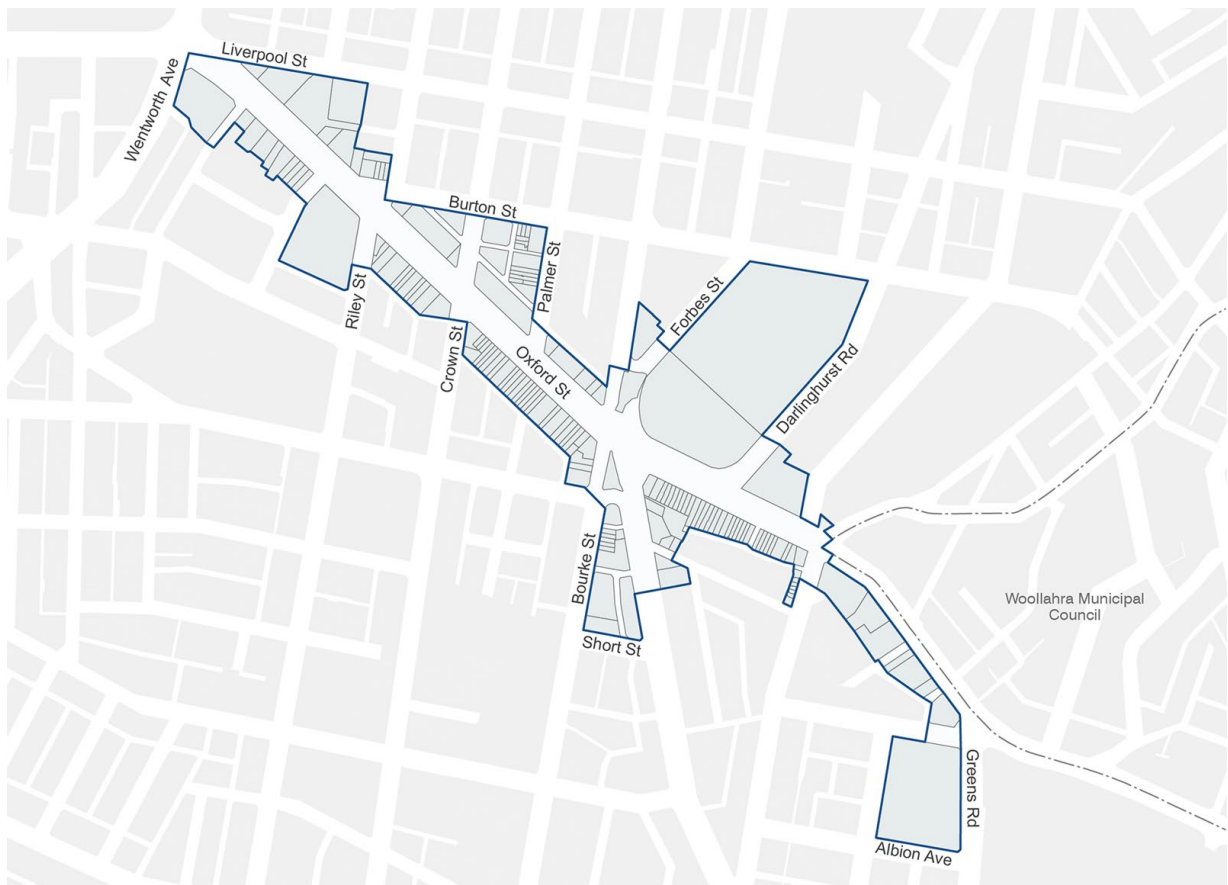 Liverpool St
Wentworth Ave
Burton St
Palmer St
Riley St
Forbes St
Crown St
Oxford St
Darlinghurst Rd
Bourke St
Short St
Woollahra Municipal
Council
Greens Rd
Albion Ave